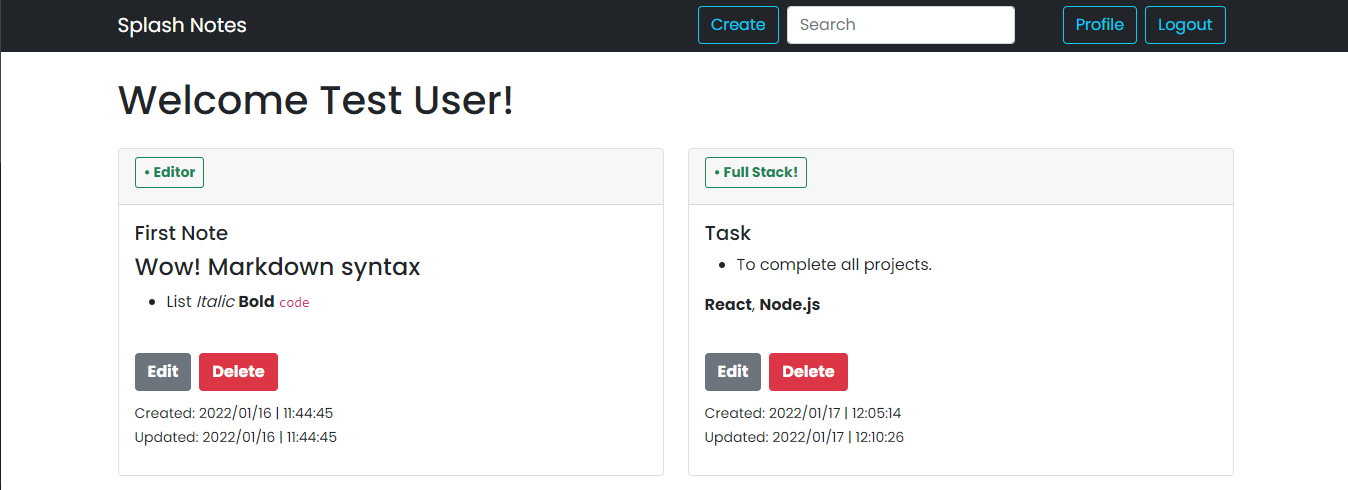 Splash Notes Create Search Profile Logout
Welcome Test User!
• Editor
First Note
Wow! Markdown syntax
• List Italic Bold code
Edit Delete
Created: 2022/01/16 | 11:44:45
Updated: 2022/01/16 | 11:44:45
• Full Stack!
Task
• To complete all projects.
React, Node.js
Edit Delete
Created: 2022/01/17 | 12:05:14
Updated: 2022/01/17 | 12:10:26